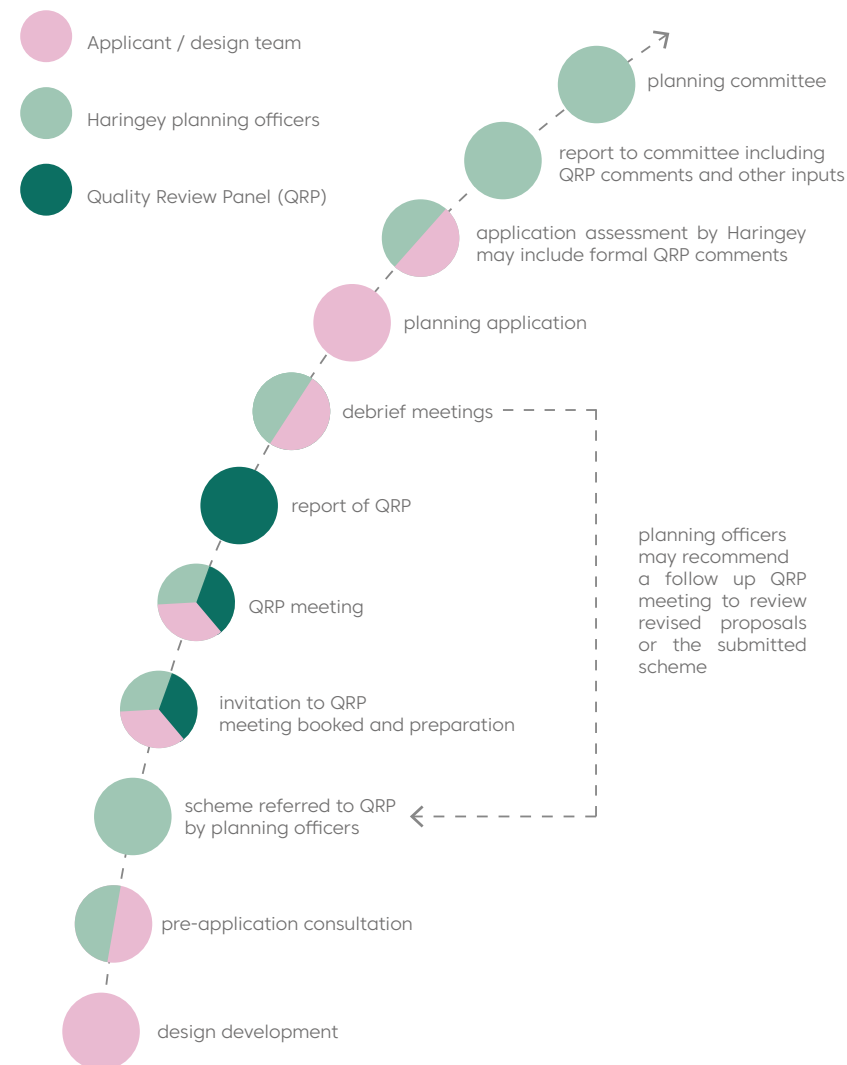 Applicant / design team
Haringey planning officers
Quality Review Panel (QRP)
planning committee
report to committee including
QRP comments and other inputs
application assessment by Haringey
may include formal QRP comments
planning application
debrief meetings
report of QRP
planning officers
may recommend
a follow up QRP
meeting to review
revised proposals
or the submitted
scheme
QRP meeting
invitation to QRP
meeting booked and preparation
scheme referred to QRP
by planning officers
pre-application consultation
design development